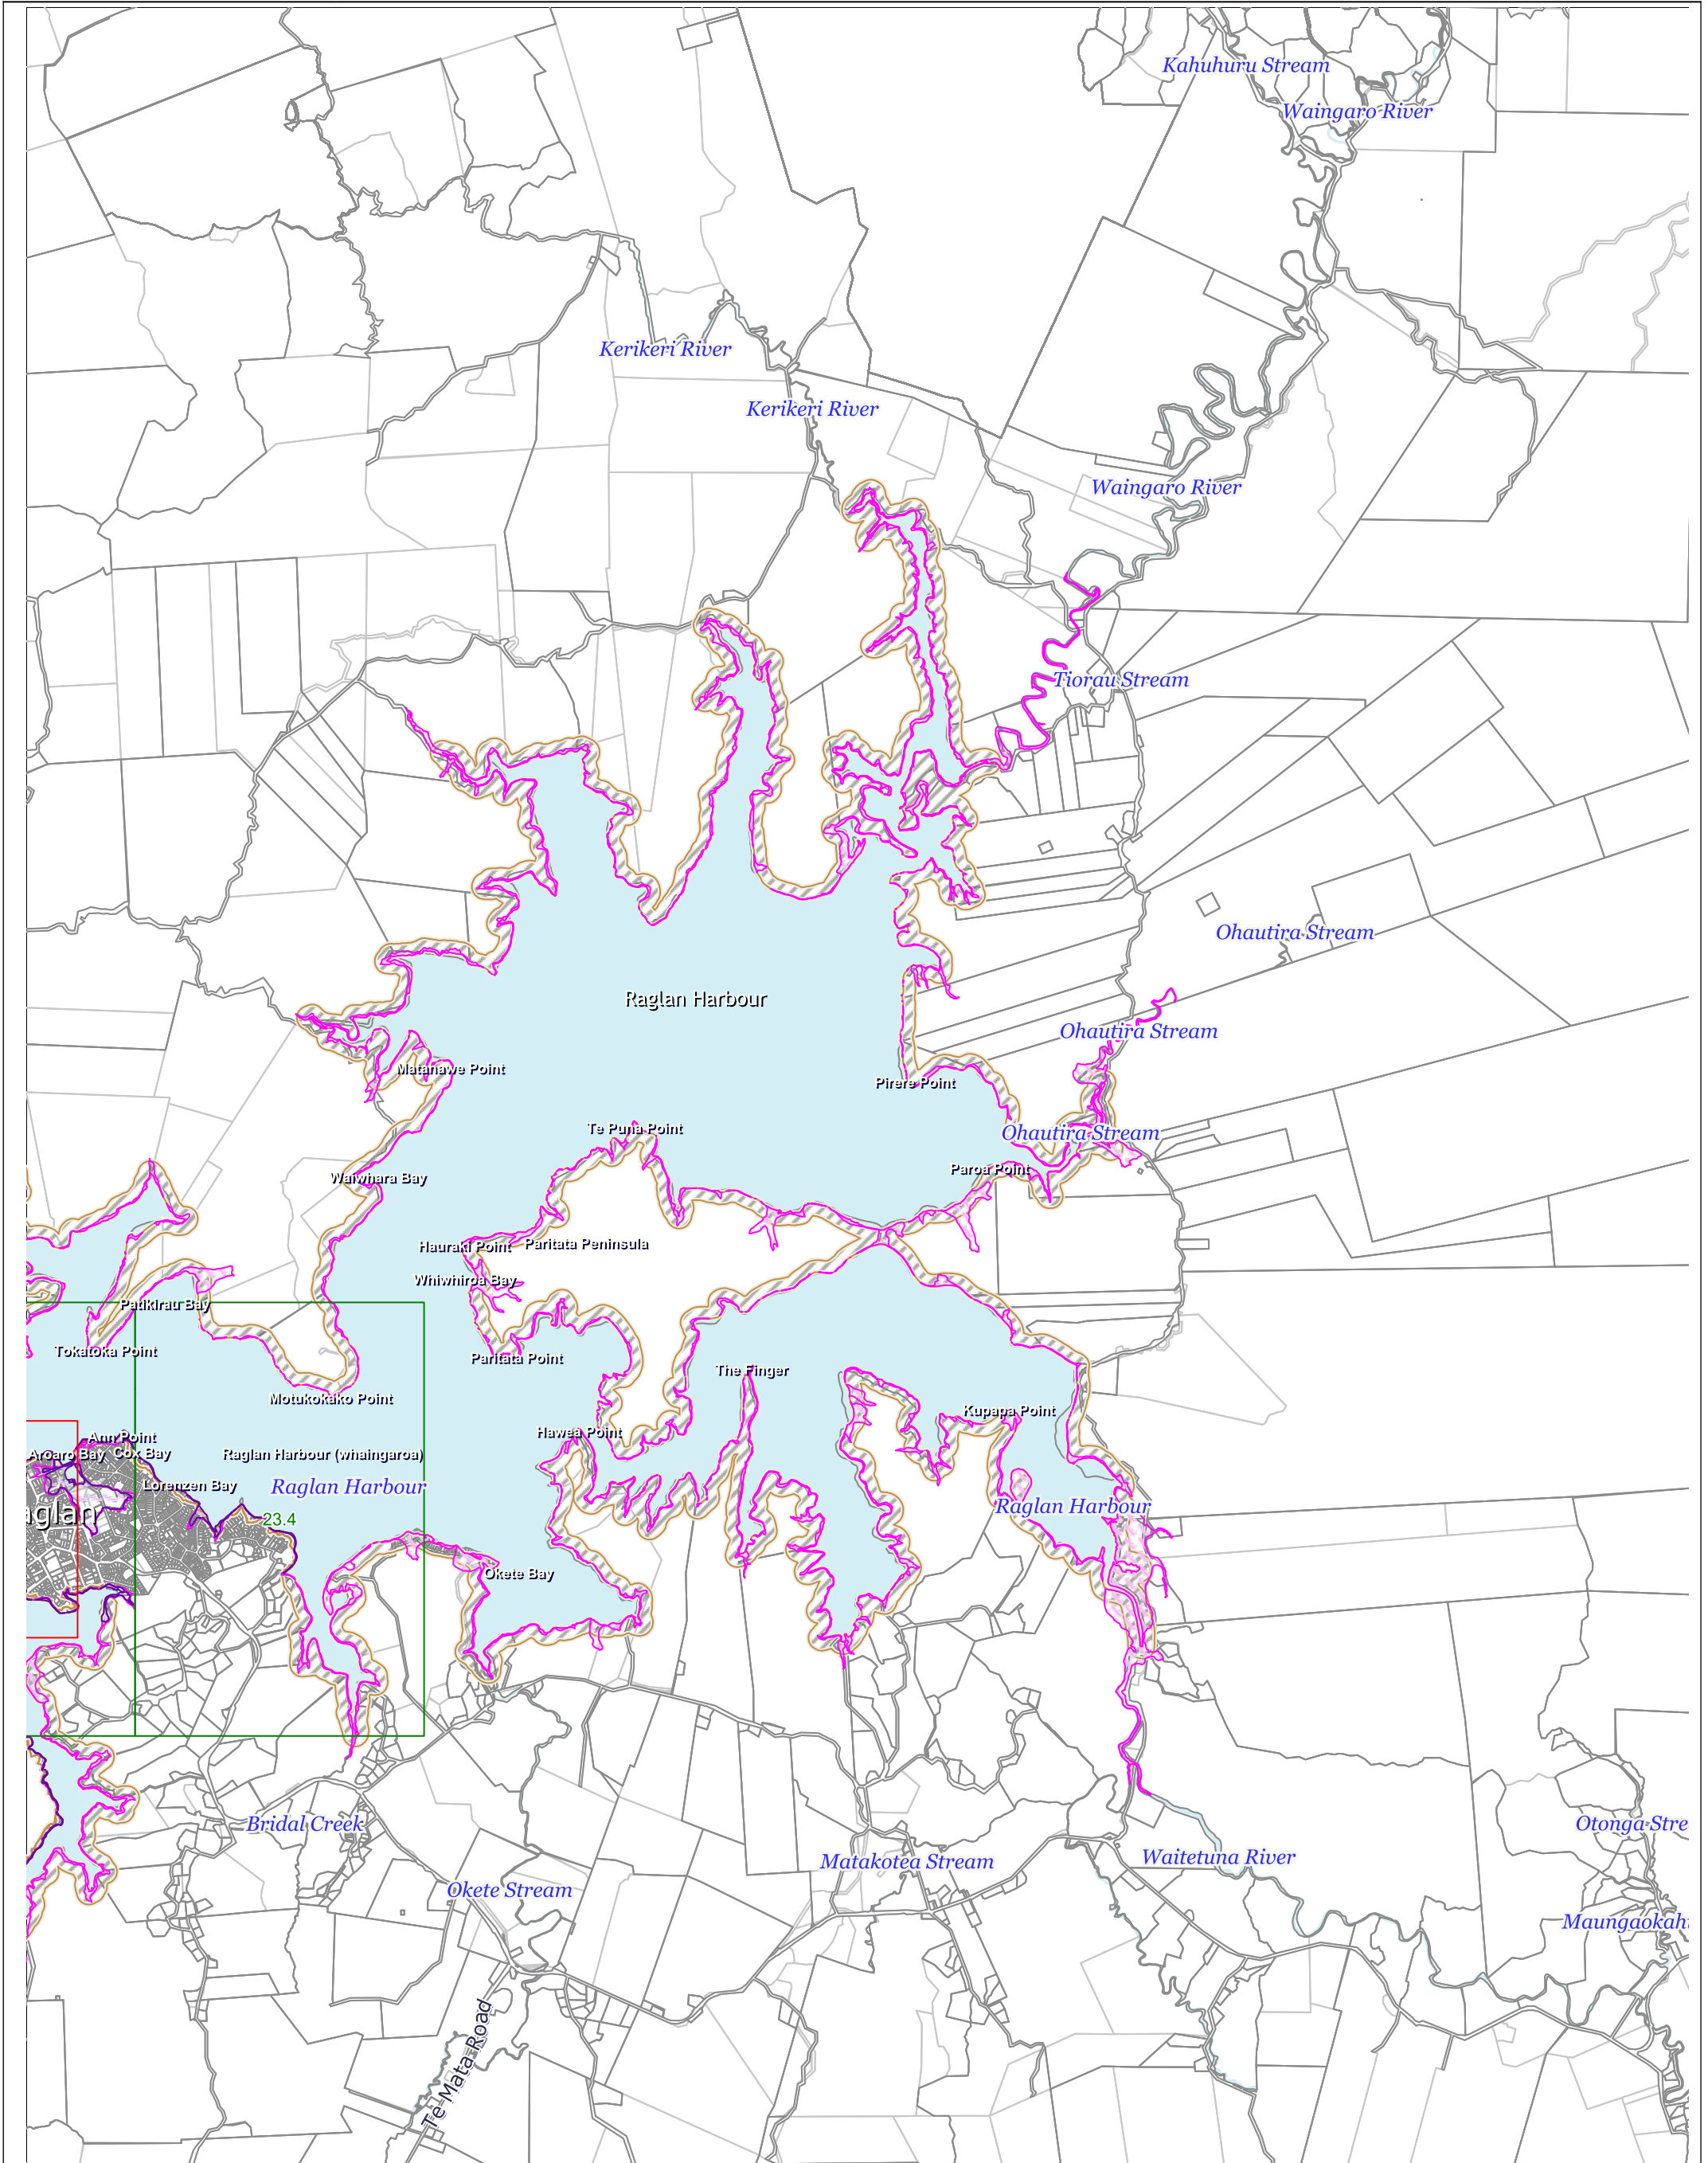 Kahuhuru Stream
Waingaro River
Kerikeri River
Kerikeri River
Waingaro River
Tiorau Stream
Ohautira Stream
Raglan Harbour
Ohautira Stream
Matanawe Point
Pirere Point
Te Puna Point
Ohautira Stream
Paroa Point
Waiwhara Bay
Hauraki Point
Paritata Peninsula
Whiwhiroa Bay
Patikirau Bay
Tokatoka Point
Paritata Point
The Finger
Motukokako Point
Kupapa Point
Hawea Point
Ann Point
Aroaro Bay
Cox Bay
Raglan Harbour (whaingaroa)
Lorenzen Bay
Raglan Harbour
Raglan Harbour
aglan
23.4
Okete Bay
Bridal Creek
Otonga Stre
Waitetuna River
Matakotea Stream
Okete Stream
Maungaokah
Te Mata Road